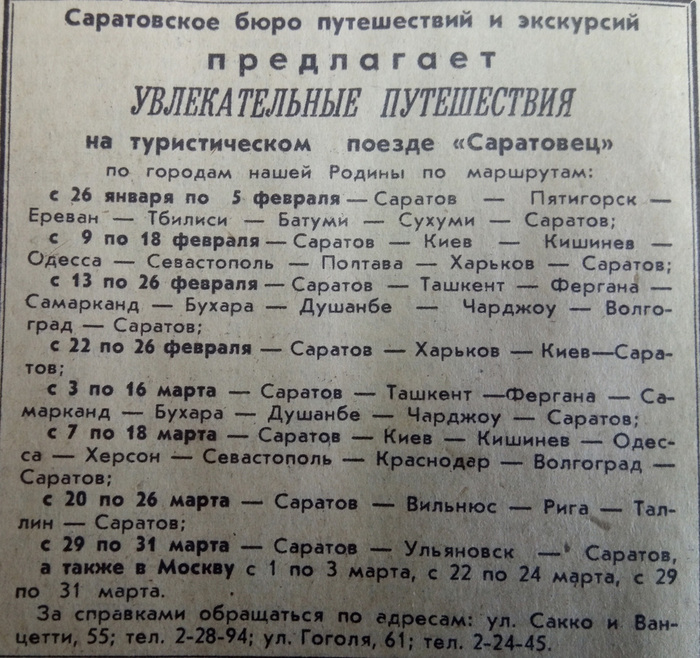 Саратовское бюро путешествий и экскурсий
предлагает
УВЛЕКАТЕЛЬНЫЕ ПУТЕШЕСТВИЯ
на туристическом поезде «Саратовец»
по городам нашей Родины по маршрутам:
с 26 января по 5 февраля — Саратов — Пятигорск —
Ереван — Тбилиси — Батуми — Сухуми — Саратов;
с 9 по 18 февраля — Саратов — Киев — Кишинев —
Одесса — Севастополь — Полтава — Харьков — Саратов;
с 13 по 26 февраля — Саратов — Ташкент — Фергана —
Самарканд — Бухара — Душанбе — Чарджоу — Волго-
град — Саратов;
с 22 по 26 февраля — Саратов — Харьков — Киев—Сара-
тов;
с 3 по 16 марта — Саратов — Ташкент —Фергана — Са-
марканд — Бухара — Душанбе — Чарджоу — Саратов;
с 7 по 18 марта — Саратов — Киев — Кишинев — Одес-
са — Херсон — Севастополь — Краснодар — Волгоград —
Саратов;
с 20 по 26 марта — Саратов — Вильнюс — Рига — Тал-
лин — Саратов;
с 29 по 31 марта — Саратов — Ульяновск — Саратов,
а также в Москву с 1 по 3 марта, с 22 по 24 марта, с 29
по 31 марта.
За справками обращаться по адресам: ул. Сакко и Ван-
цетти, 55; тел. 2-28-94; ул. Гоголя, 61; тел. 2-24-45.